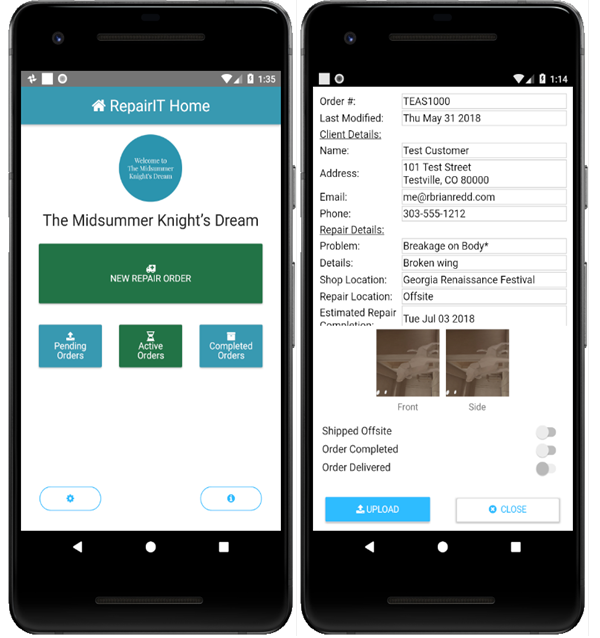 1:35
RepairIT Home
Welcome to
The Midsummer
Knight's Dream
The Midsummer Knight's Dream
NEW REPAIR ORDER
Pending
Orders
Active
Orders
Completed
Orders
1:14
Order #: TEAS1000
Last Modified: Thu May 31 2018
Client Details:
Name: Test Customer
Address: 101 Test Street
Testville, CO 80000
Email: me@rbrianredd.com
Phone: 303-555-1212
Repair Details:
Problem: Breakage on Body*
Details: Broken wing
Shop Location: Georgia Renaissance Festival
Repair Location: Offsite
Estimated Repair
Completion: Tue Jul 03 2018
Front
Side
Shipped Offsite
Order Completed
Order Delivered
UPLOAD
CLOSE